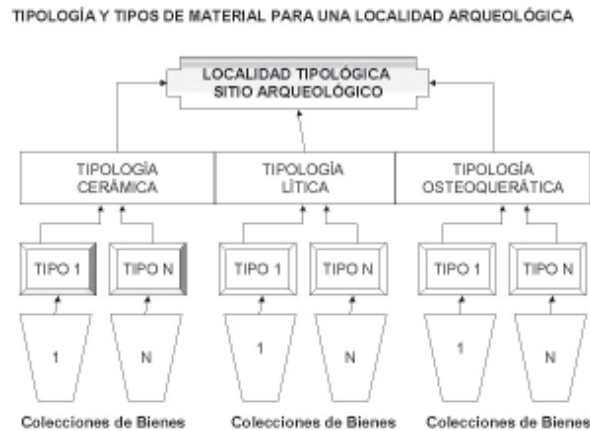 TIPOLOGÍA Y TIPOS DE MATERIAL PARA UNA LOCALIDAD ARQUEOLÓGICA
LOCALIDAD TIPOLÓGICA
SITIO ARQUEOLÓGICO
TIPOLOGÍA
CERÁMICA
TIPOLOGÍA
LÍTICA
TIPOLOGÍA
OSTEOQUERÁTICA
TIPO 1
TIPO N
TIPO 1
TIPO N
TIPO 1
TIPO N
1
N
1
N
1
N
Colecciones de Bienes
Colecciones de Bienes
Colecciones de Bienes